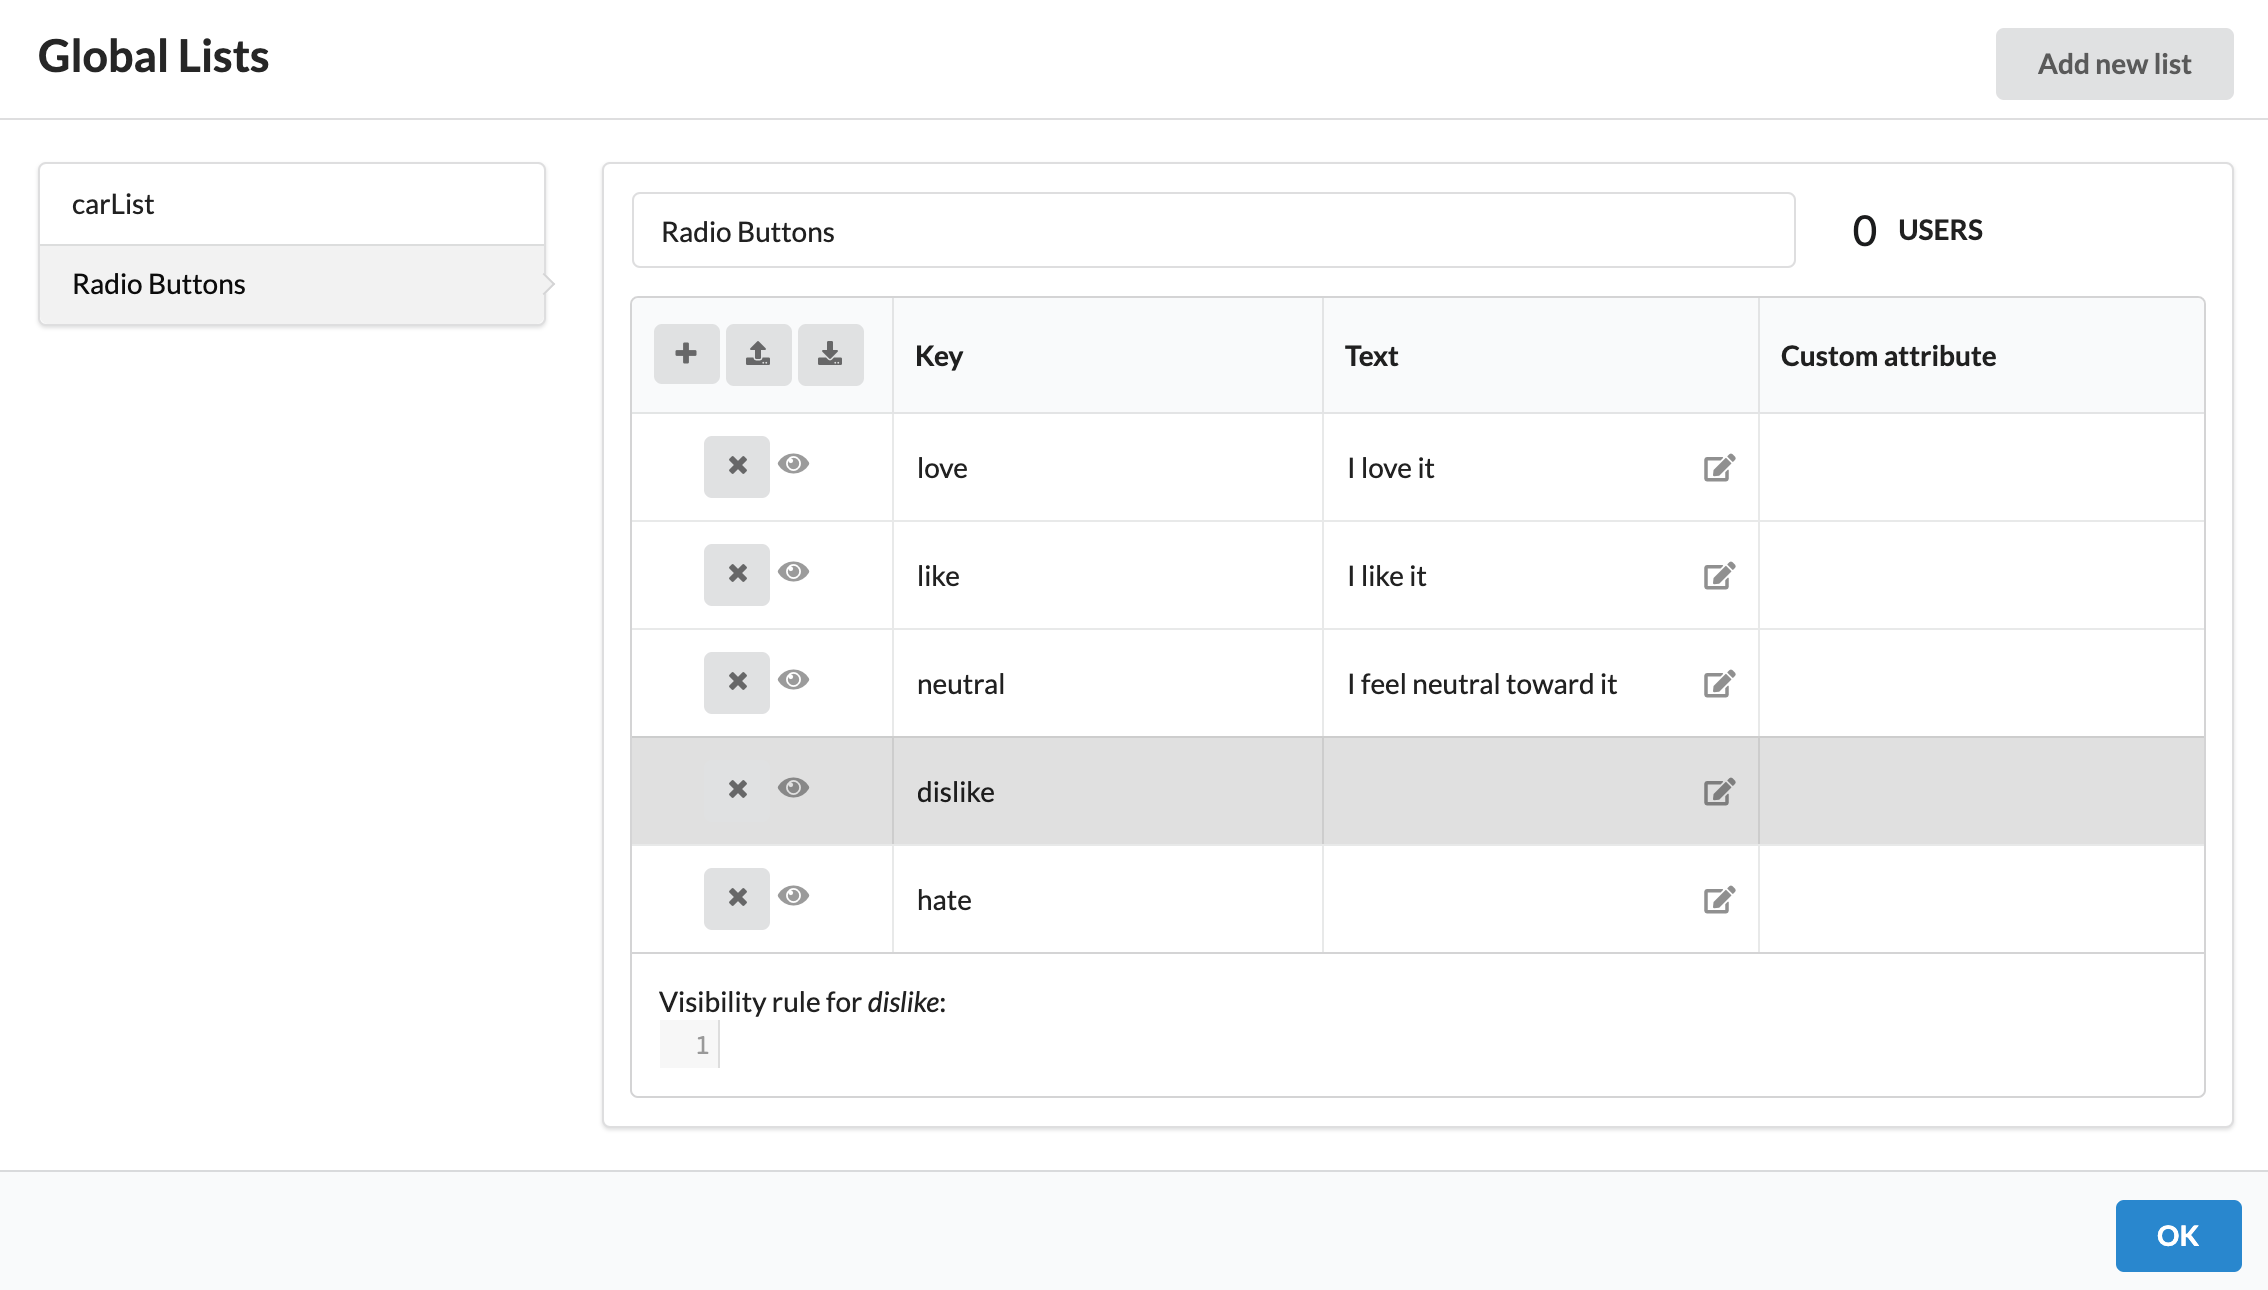 Global Lists
Add new list
carList
Radio Buttons
Radio Buttons
0 USERS
Key Text Custom attribute
love I love it
like I like it
neutral I feel neutral toward it
dislike
hate
Visibility rule for dislike:
1
OK